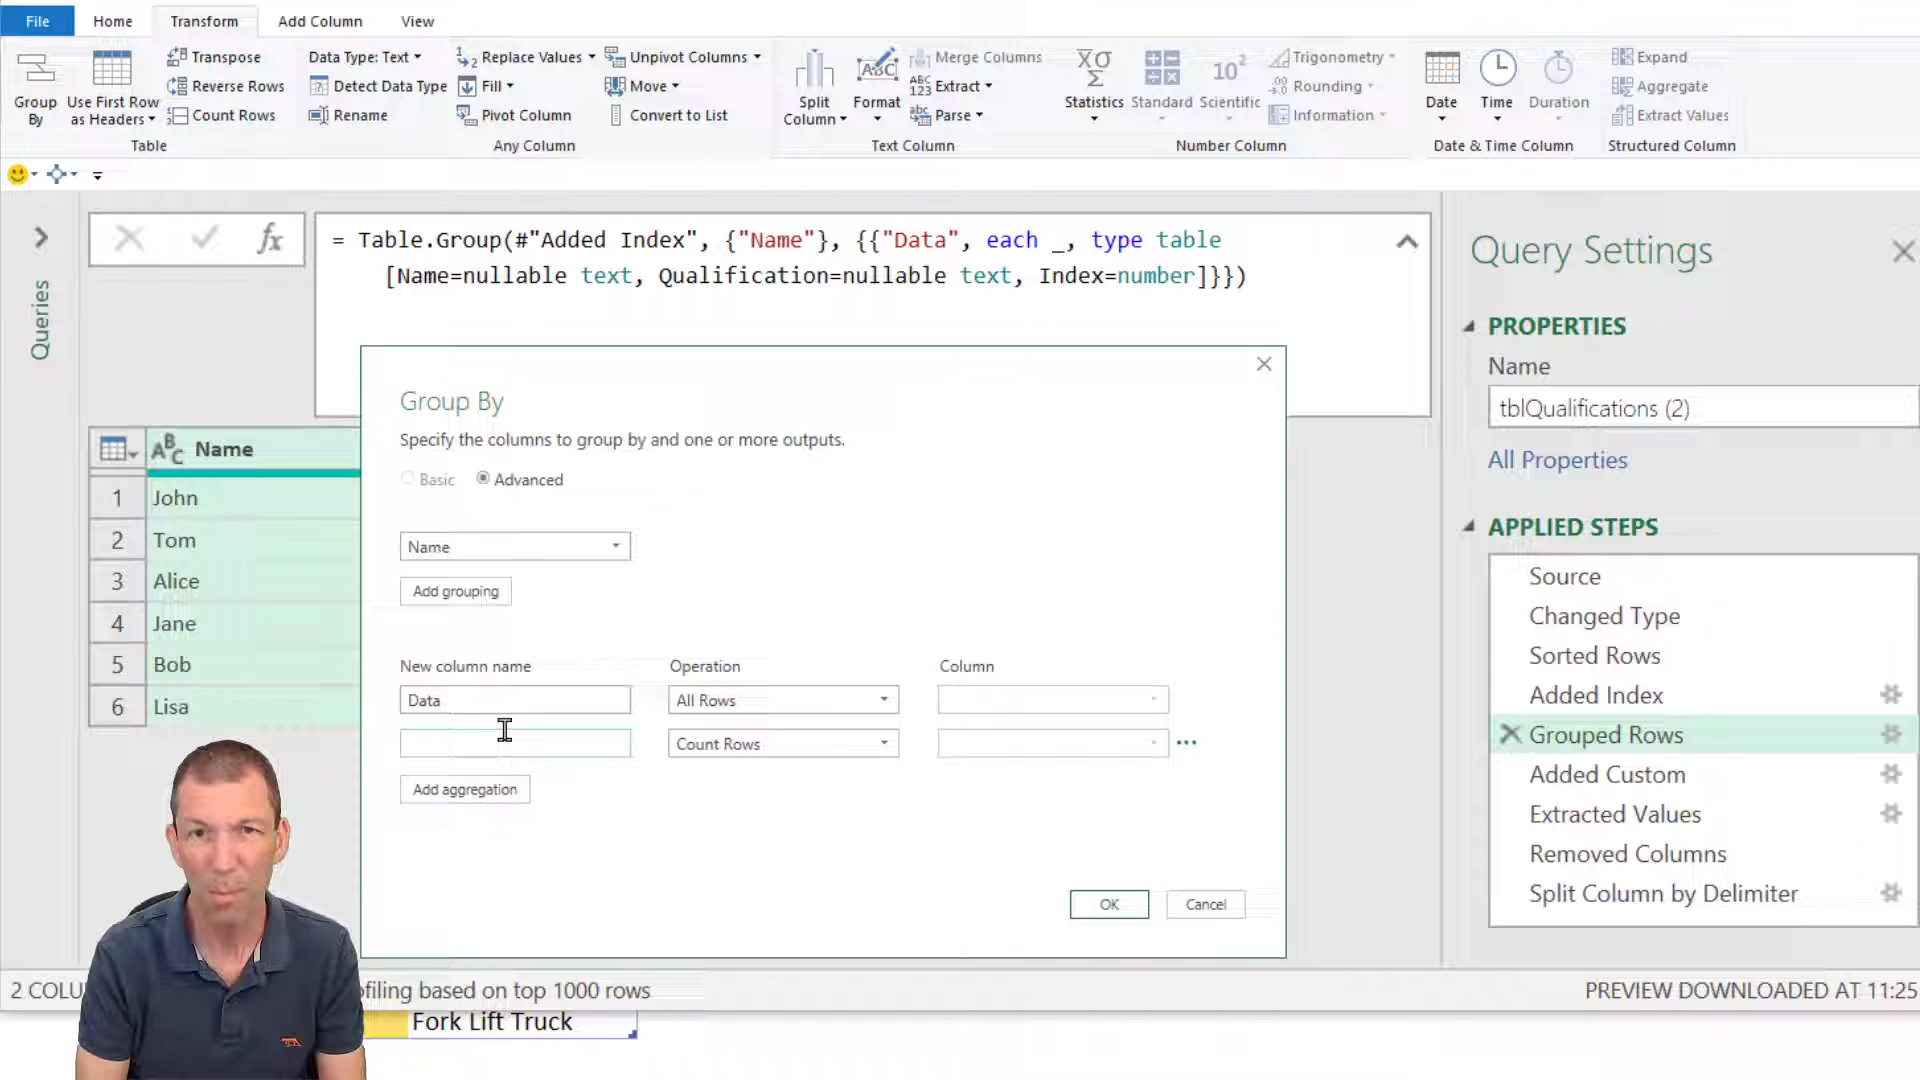 File Home Transform Add Column View
Group By
Use First Row as Headers
Transpose
Reverse Rows
Count Rows
Table
Data Type: Text
Detect Data Type
Rename
Replace Values
Fill
Pivot Column
Unpivot Columns
Move
Convert to List
Any Column
Split Column
Format
Merge Columns
Extract
Parse
Text Column
Statistics
Standard
Scientific
Trigonometry
Rounding
Information
Number Column
Date
Time
Duration
Date & Time Column
Expand
Aggregate
Extract Values
Structured Column
Queries
fx
= Table.Group(#"Added Index", {"Name"}, {{"Data", each _, type table
[Name=nullable text, Qualification=nullable text, Index=number]}})
Name
1 John
2 Tom
3 Alice
4 Jane
5 Bob
6 Lisa
Group By
Specify the columns to group by and one or more outputs.
Basic Advanced
Name
Add grouping
New column name Operation Column
Data All Rows
Count Rows
Add aggregation
OK Cancel
Query Settings
PROPERTIES
Name
tblQualifications (2)
All Properties
APPLIED STEPS
Source
Changed Type
Sorted Rows
Added Index
Grouped Rows
Added Custom
Extracted Values
Removed Columns
Split Column by Delimiter
2 COLU
filing based on top 1000 rows
PREVIEW DOWNLOADED AT 11:25
Fork Lift Truck